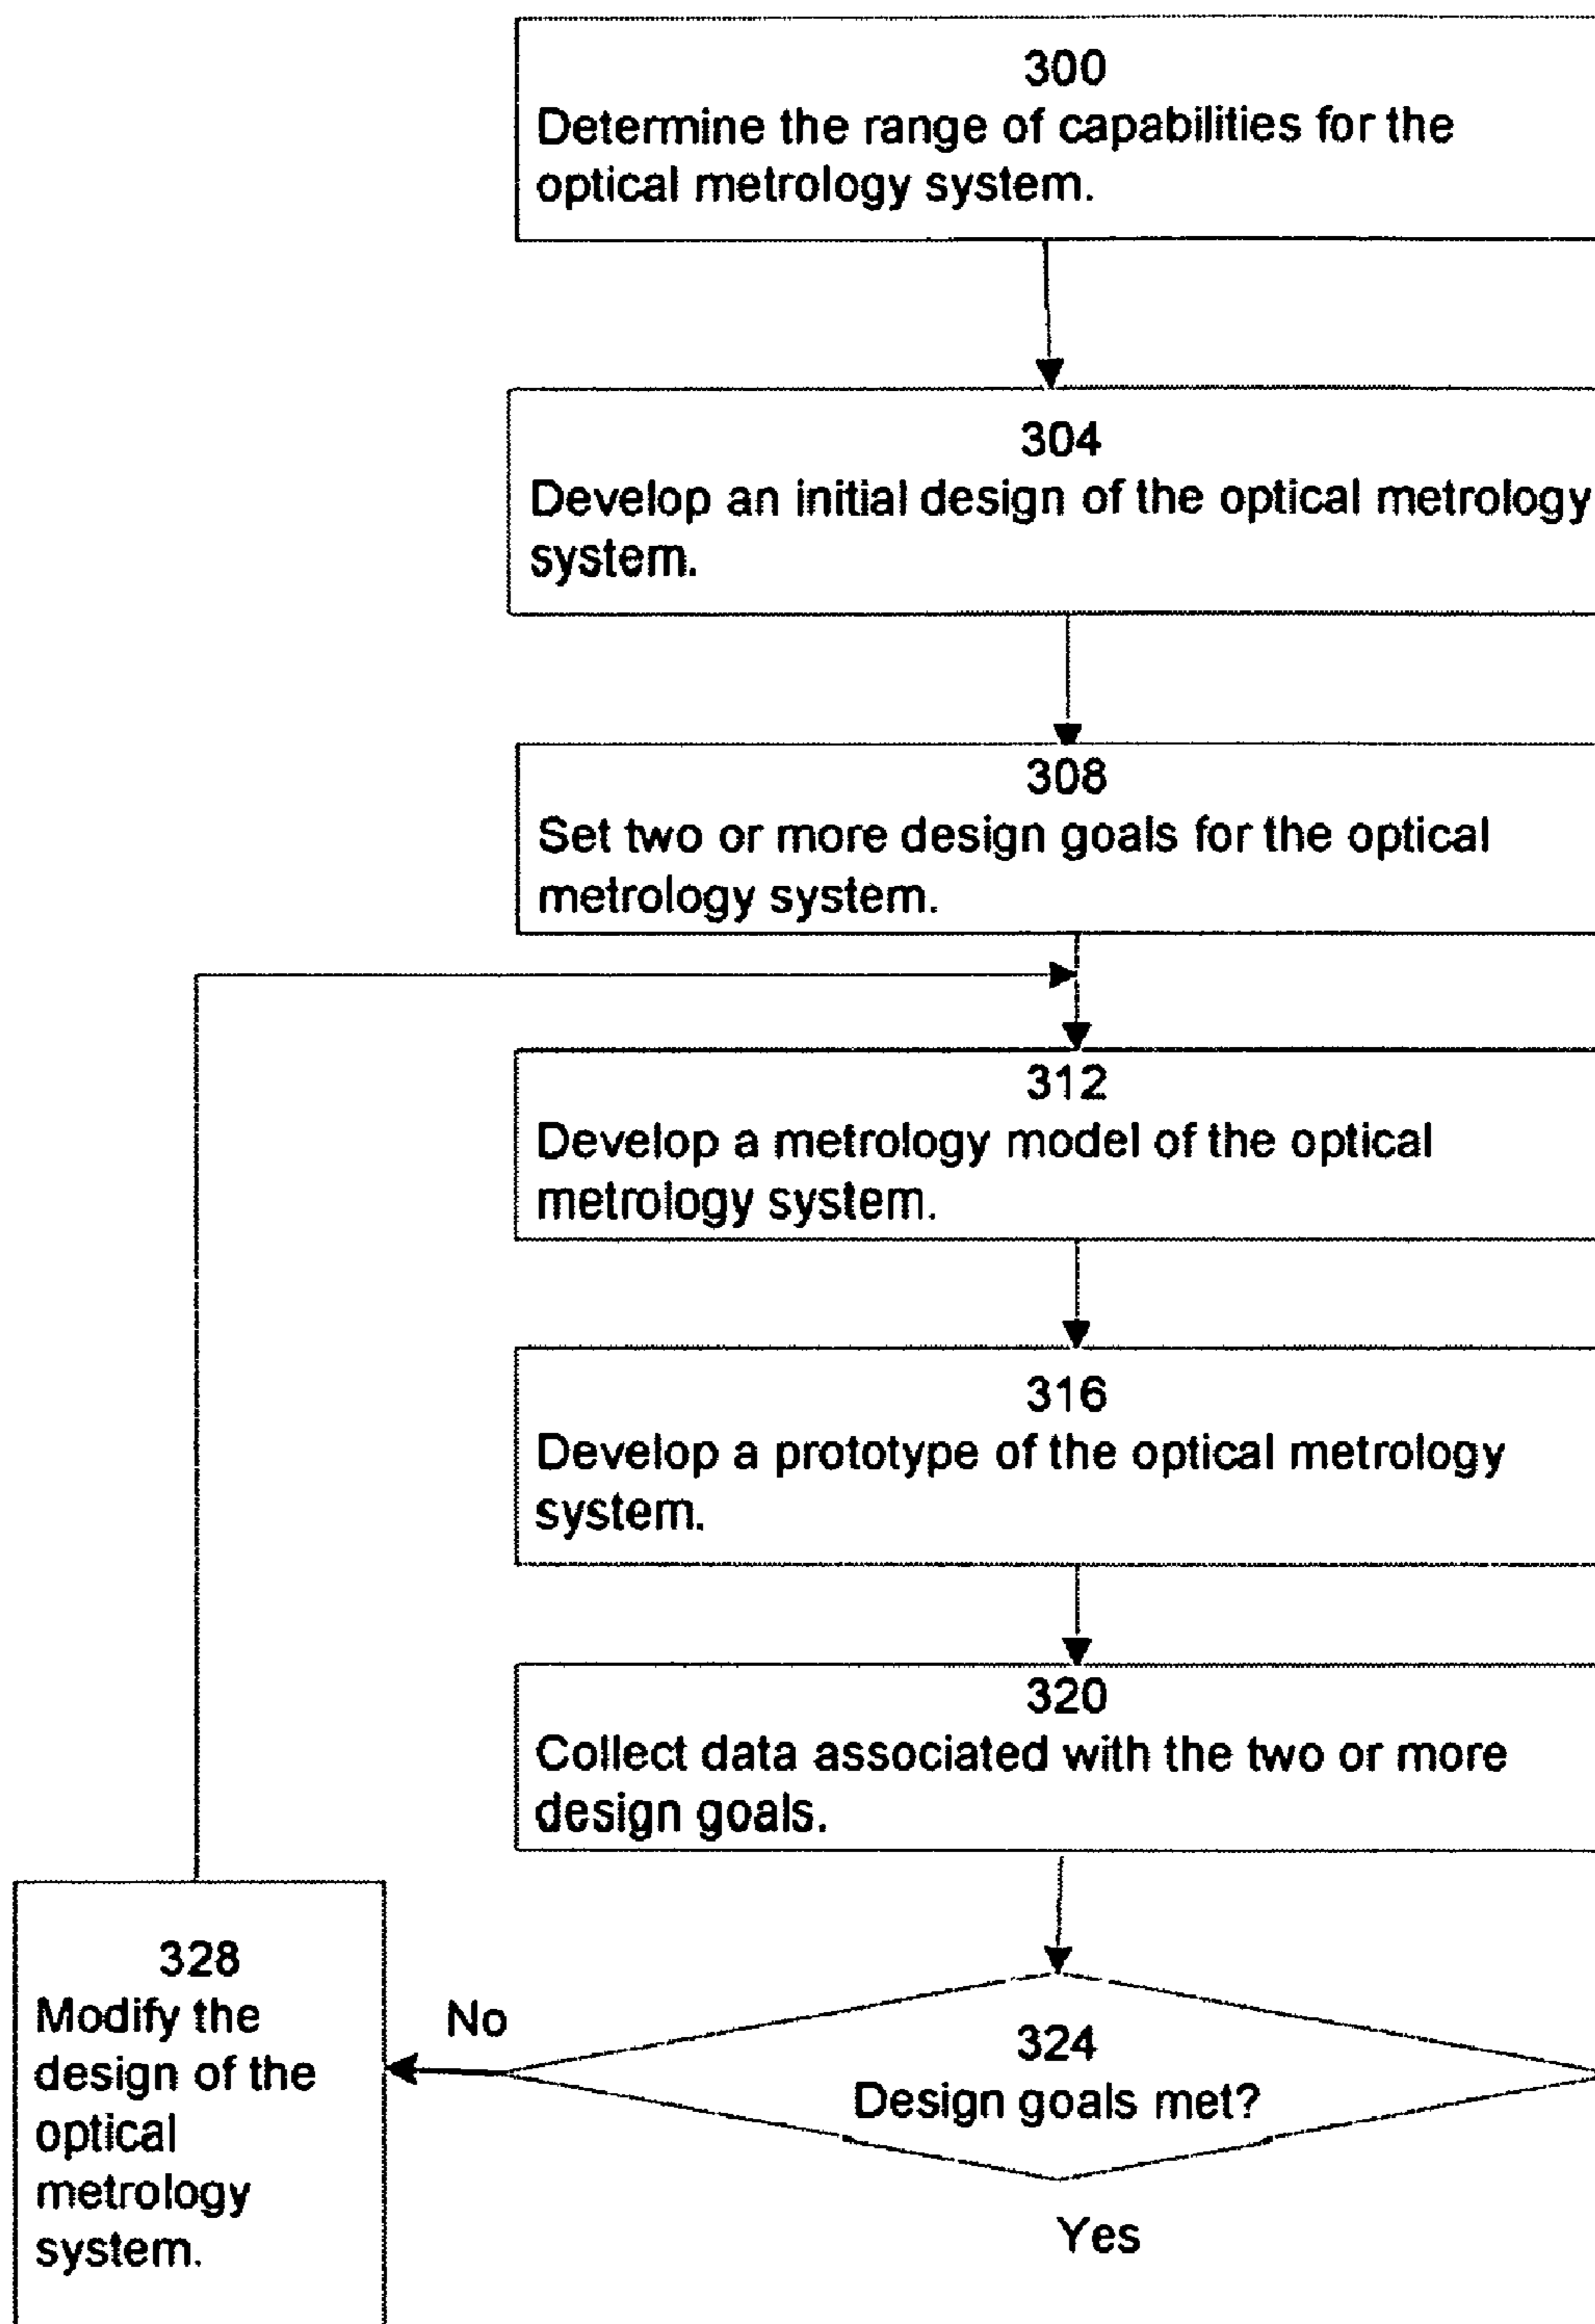 300
Determine the range of capabilities for the
optical metrology system.
304
Develop an initial design of the optical metrology
system.
308
Set two or more design goals for the optical
metrology system.
312
Develop a metrology model of the optical
metrology system.
316
Develop a prototype of the optical metrology
system.
320
Collect data associated with the two or more
design goals.
324
Design goals met?
No
Yes
328
Modify the
design of the
optical
metrology
system.